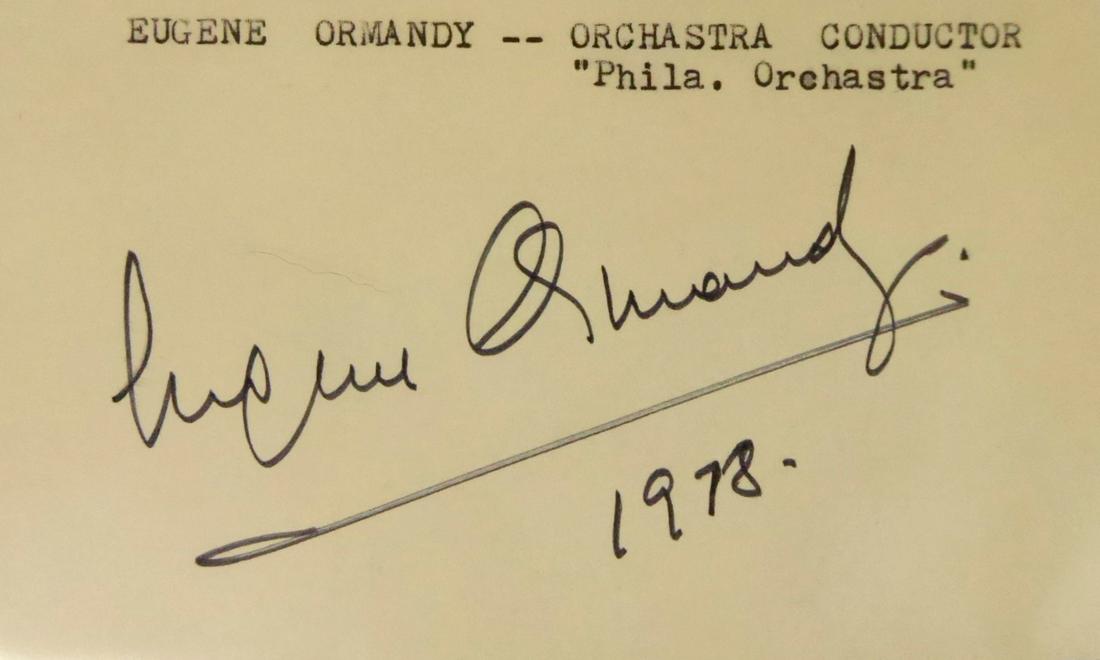 EUGENE ORMANDY -- ORCHASTRA CONDUCTOR
"Phila. Orchastra"
Eugene Ormandy.
1978.